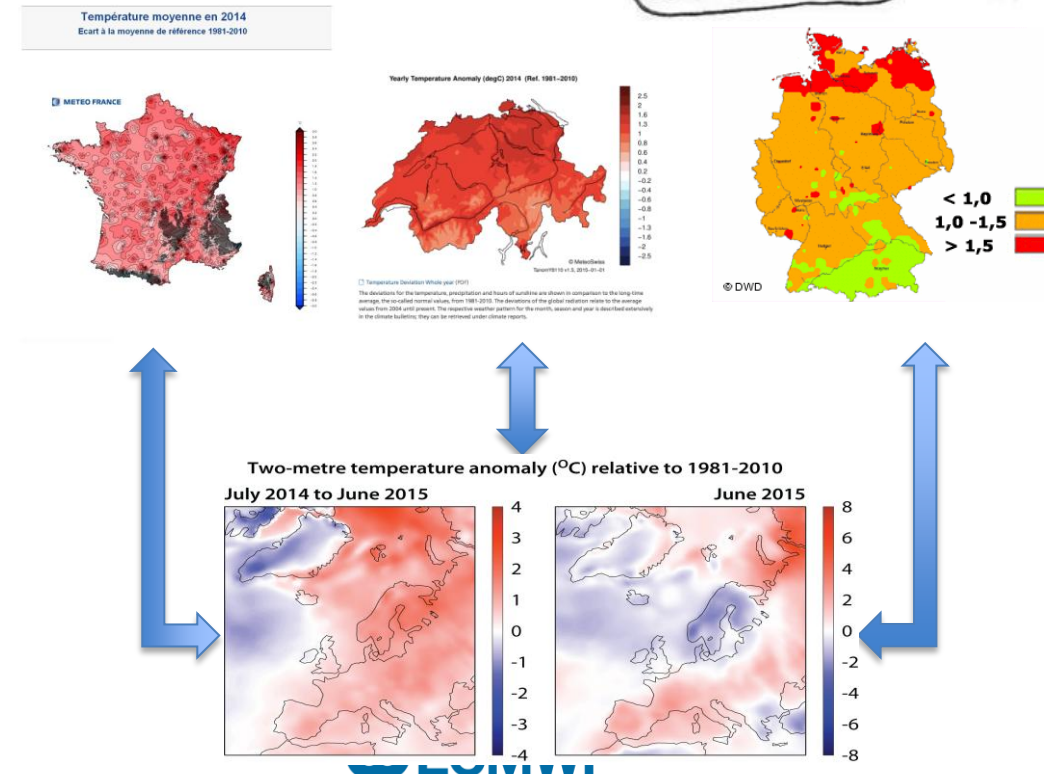 Température moyenne en 2014
Ecart à la moyenne de référence 1981-2010
METEO FRANCE
Yearly Temperature Anomaly (degC) 2014 (Ref. 1981-2010)
2.5
2
1.6
1.3
1
0.8
0.6
0.4
0.2
-0.2
-0.4
-0.6
-0.8
-1
-1.3
-1.6
-2
-2.5
© MeteoSwiss
Temperature Deviation Whole year (PDF)
The deviations for the temperature, precipitation and hours of sunshine are shown in comparison to the long-time
average, the so-called normal values, from 1981-2010. The deviations of the global radiation relate to the average
values from 2004 until present. The respective weather pattern for the month, season and year is described extensively
in the climate bulletins; they can be retrieved under climate reports.
< 1,0
1,0 -1,5
> 1,5
© DWD
Two-metre temperature anomaly (°C) relative to 1981-2010
July 2014 to June 2015
June 2015
4
3
2
1
0
-1
-2
-3
-4
8
6
4
2
0
-2
-4
-6
-8
ECMWF